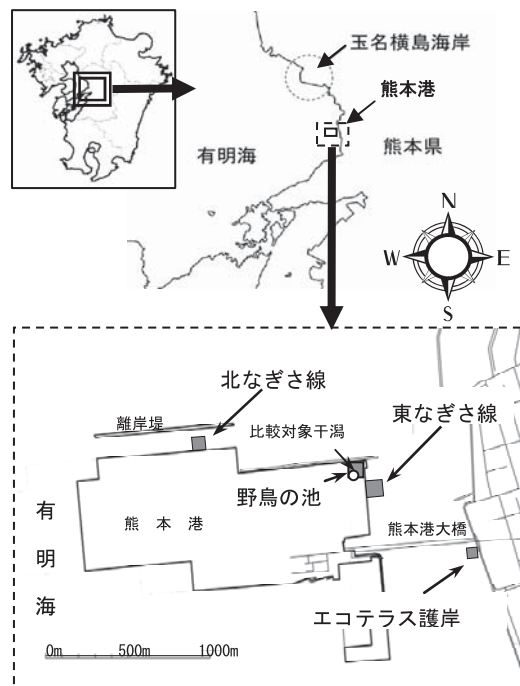 玉名横島海岸
熊本港
有明海
熊本県
N
W
E
S
北なぎさ線
離岸堤
比較対象干潟
東なぎさ線
野鳥の池
有明海
熊本港
熊本港大橋
エコテラス護岸
0m 500m 1000m